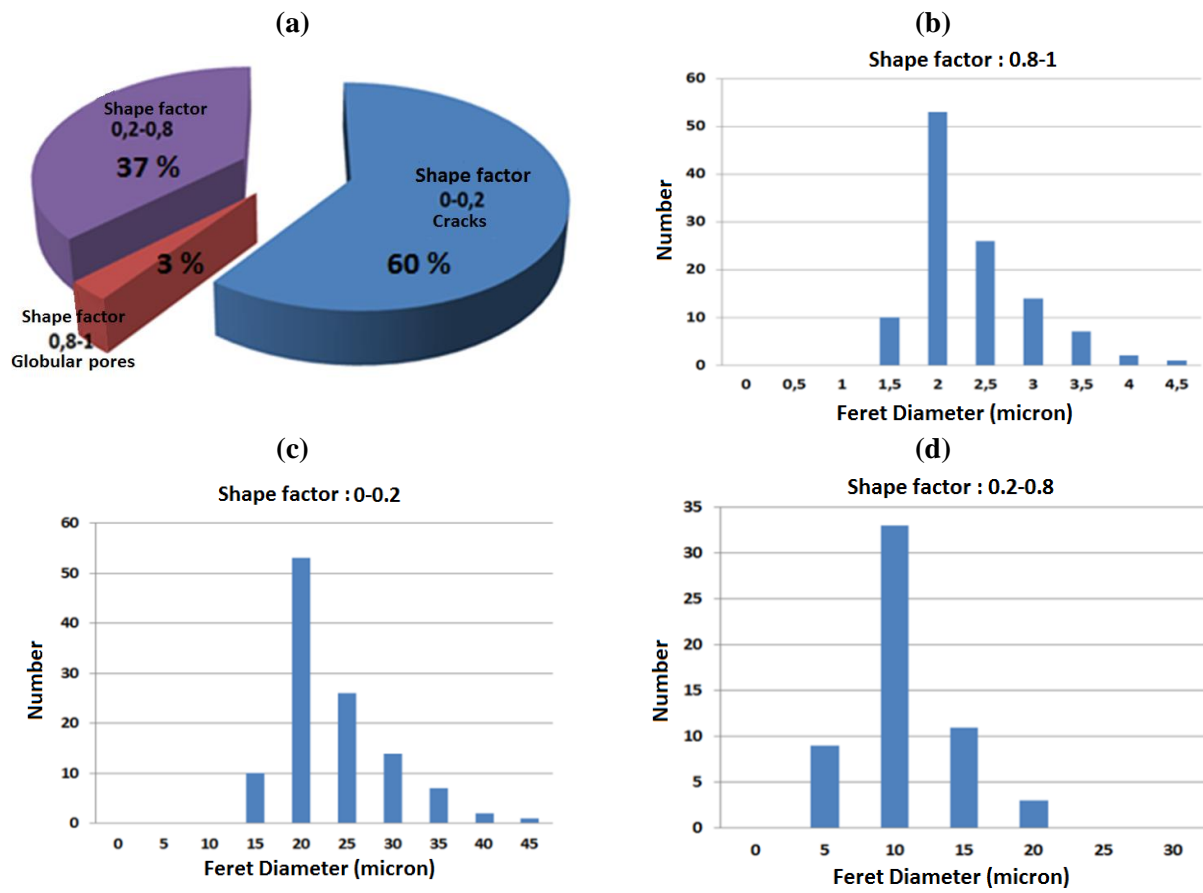 (a)
Shape factor
0,2-0,8
37 %
Shape factor
0-0,2
Cracks
60 %
3 %
Shape factor
0,8-1
Globular pores
(b)
Shape factor : 0.8-1
60
50
40
30
20
10
0
Number
0 0,5 1 1,5 2 2,5 3 3,5 4 4,5
Feret Diameter (micron)
(c)
Shape factor : 0-0.2
60
50
40
30
20
10
0
Number
0 5 10 15 20 25 30 35 40 45
Feret Diameter (micron)
(d)
Shape factor : 0.2-0.8
35
30
25
20
15
10
5
0
Number
0 5 10 15 20 25 30
Feret Diameter (micron)